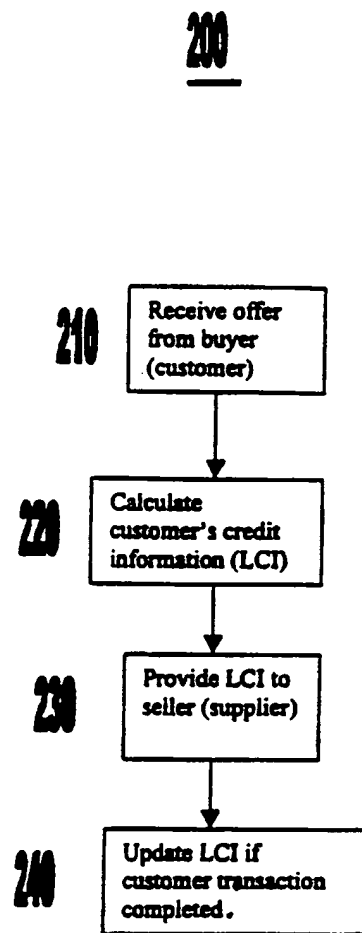 200
210
Receive offer
from buyer
(customer)
220
Calculate
customer's credit
information (LCI)
230
Provide LCI to
seller (supplier)
240
Update LCI if
customer transaction
completed.